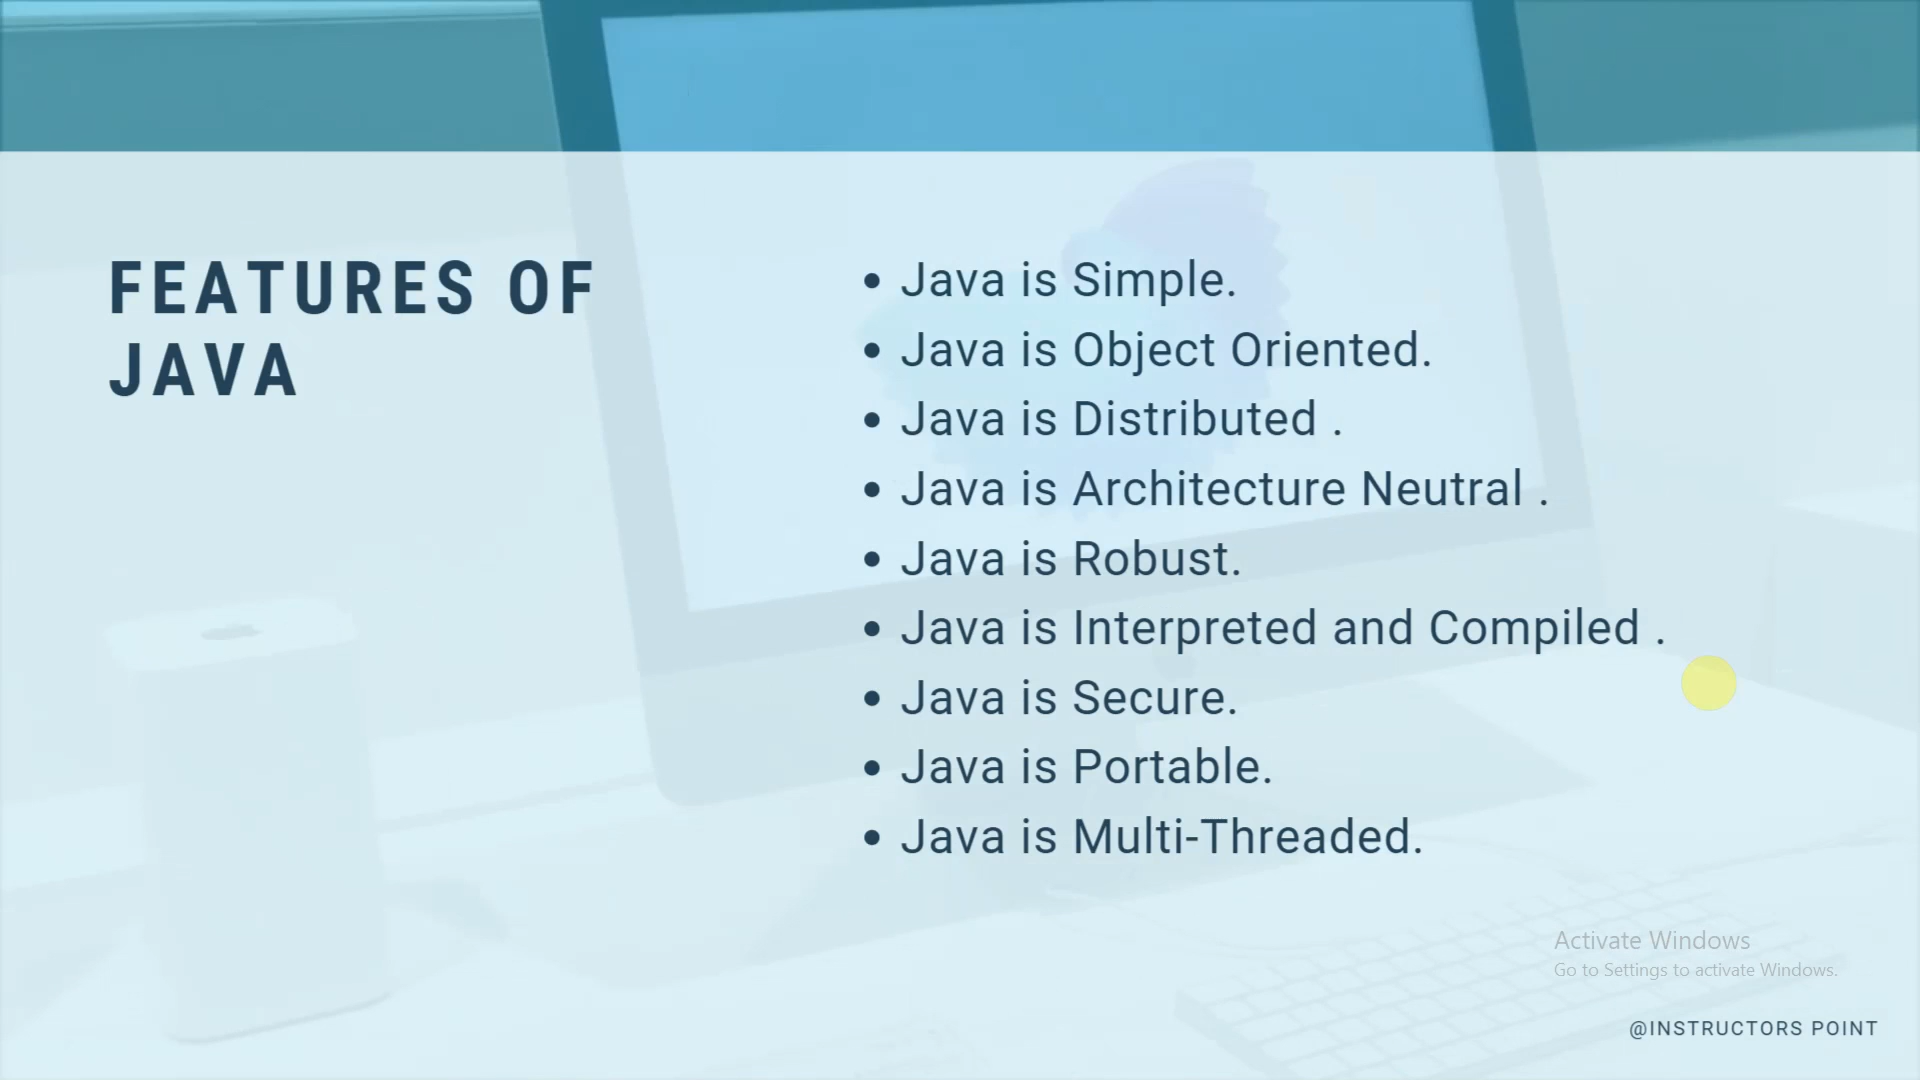 FEATURES OF
JAVA
• Java is Simple.
• Java is Object Oriented.
• Java is Distributed .
• Java is Architecture Neutral .
• Java is Robust.
• Java is Interpreted and Compiled .
• Java is Secure.
• Java is Portable.
• Java is Multi-Threaded.
Activate Windows
Go to Settings to activate Windows.
@INSTRUCTORS POINT